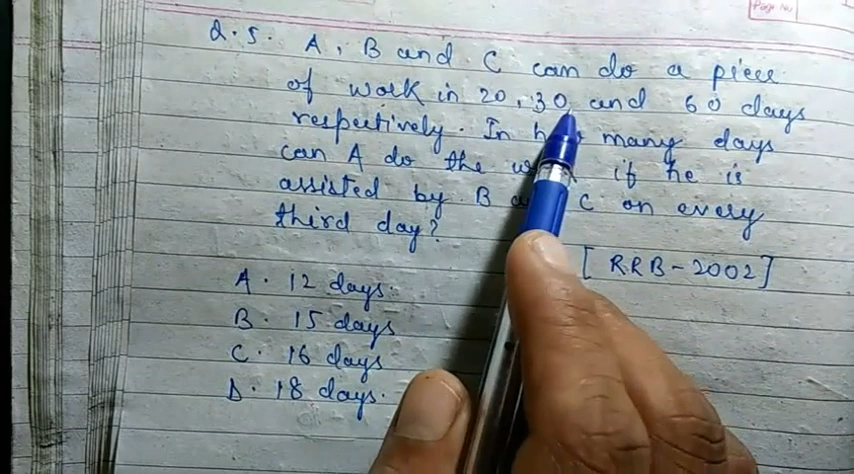 Page No
Q.5. A, B and C can do a piece
of work in 20, 30, and 60 days
respectively. In many days
can A do the if he is
assisted by B C on every
third day?
[RRB-2002]
A. 12 days.
B. 15 days
C. 16 days
D. 18 days.